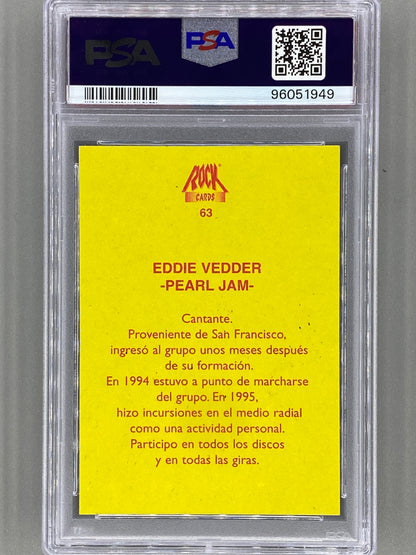 PSA
PSA
96051949
ROCK
CARDS
63
EDDIE VEDDER
-PEARL JAM-
Cantante.
Proveniente de San Francisco,
ingresó al grupo unos meses después
de su formación.
En 1994 estuvo a punto de marcharse
del grupo. En 1995,
hizo incursiones en el medio radial
como una actividad personal.
Participo en todos los discos
y en todas las giras.